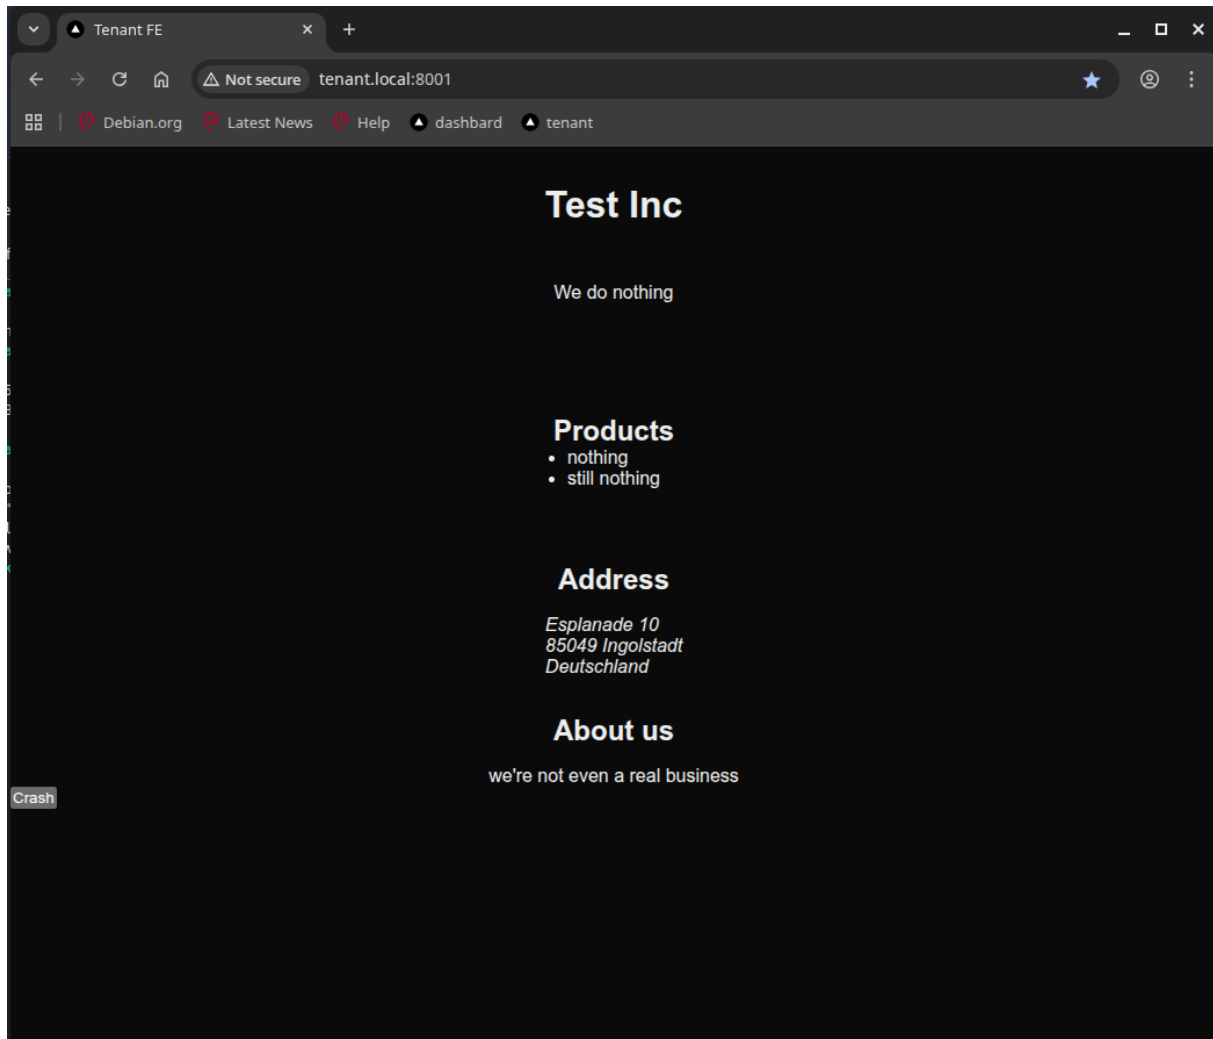 Tenant FE
Not secure tenant.local:8001
Debian.org Latest News Help dashbard tenant
Test Inc
We do nothing
Products
• nothing
• still nothing
Address
Esplanade 10
85049 Ingolstadt
Deutschland
About us
we're not even a real business
Crash